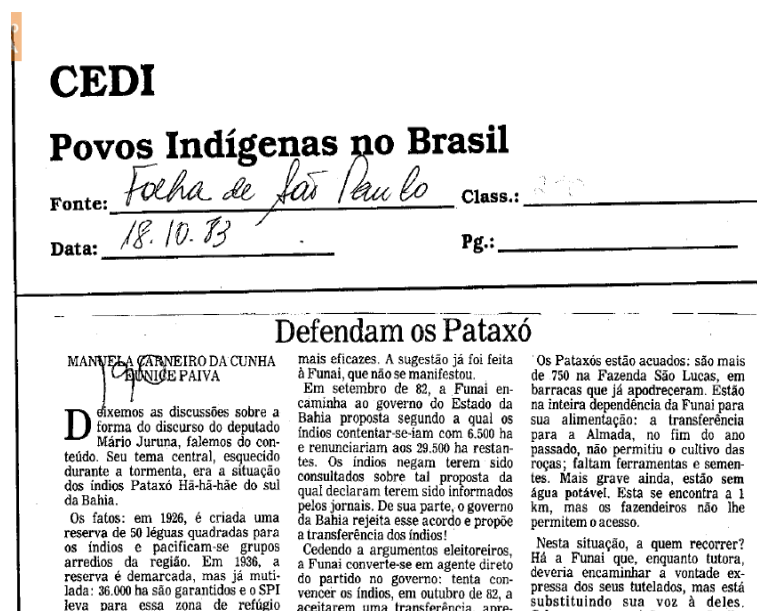 CEDI
Povos Indígenas no Brasil
Fonte: Folha de São Paulo Class.:
Data: 18.10.83 Pg.:
Defendam os Pataxó
MANUELA CARNEIRO DA CUNHA
EUNICE PAIVA
Deixemos as discussões sobre a
forma do discurso do deputado
Mário Juruna, falemos do con-
teúdo. Seu tema central, esquecido
durante a tormenta, era a situação
dos índios Pataxó Hã-hã-hãe do sul
da Bahia.
Os fatos: em 1926, é criada uma
reserva de 50 léguas quadradas para
os índios e pacificam-se grupos
arredios da região. Em 1936, a
reserva é demarcada, mas já muti-
lada: 36.000 ha são garantidos e o SPI
leva para essa zona de refúgio
mais eficazes. A sugestão já foi feita
à Funai, que não se manifestou.
Em setembro de 82, a Funai en-
caminha ao governo do Estado da
Bahia proposta segundo a qual os
índios contentar-se-iam com 6.500 ha
e renunciariam aos 29.500 ha restan-
tes. Os índios negam terem sido
consultados sobre tal proposta da
qual declaram terem sido informados
pelos jornais. De sua parte, o governo
da Bahia rejeita esse acordo e propõe
a transferência dos índios!
Cedendo a argumentos eleitoreiros,
a Funai converte-se em agente direto
do partido no governo: tenta con-
vencer os índios, em outubro de 82, a
aceitarem uma transferência, apre-
Os Pataxós estão acuados: são mais
de 750 na Fazenda São Lucas, em
barracas que já apodreceram. Estão
na inteira dependência da Funai para
sua alimentação: a transferência
para a Almada, no fim do ano
passado, não permitiu o cultivo das
roças; faltam ferramentas e semen-
tes. Mais grave ainda, estão sem
água potável. Esta se encontra a 1
km, mas os fazendeiros não lhe
permitem o acesso.
Nesta situação, a quem recorrer?
Há a Funai que, enquanto tutora,
deveria encaminhar a vontade ex-
pressa dos seus tutelados, mas está
substituindo sua voz à deles.